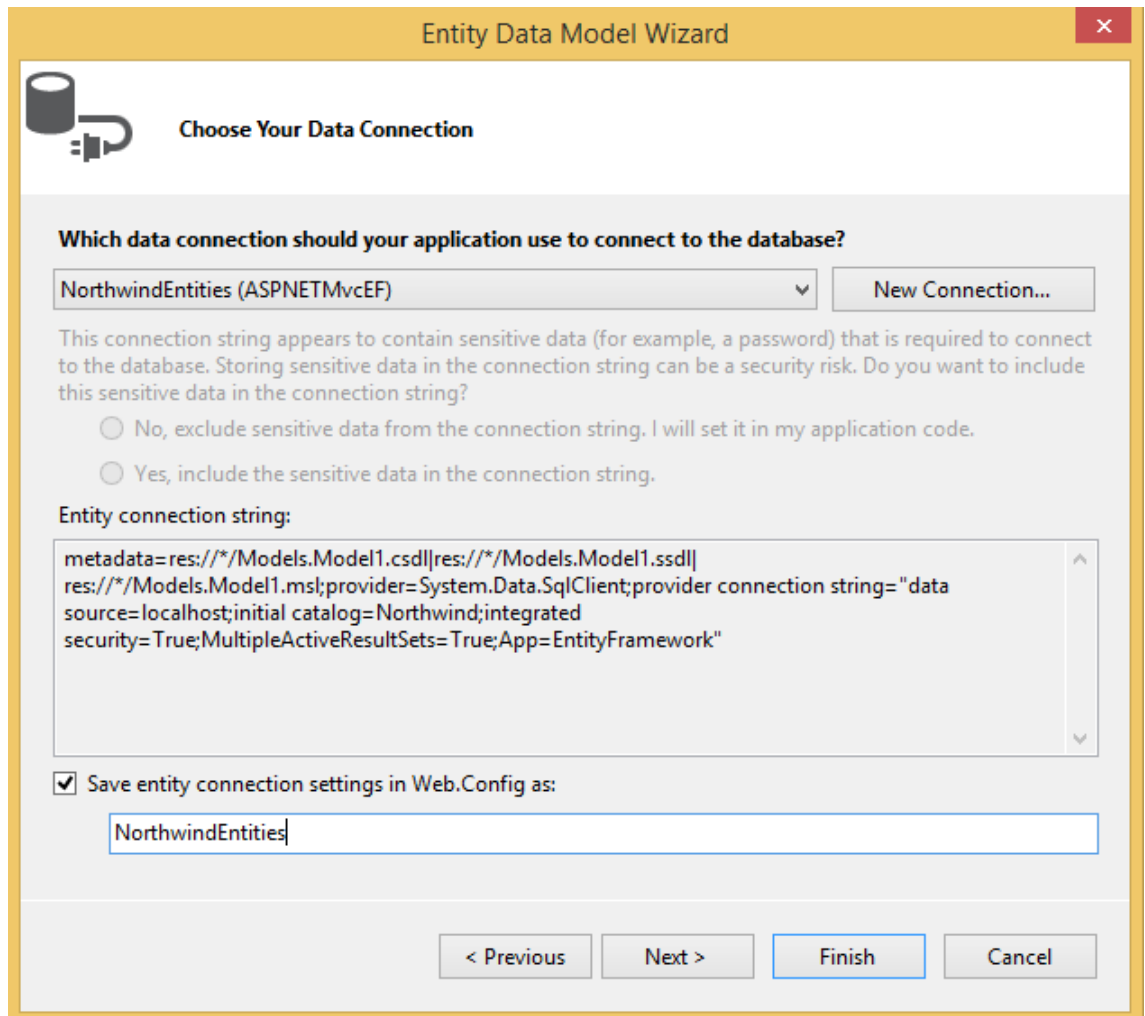 Entity Data Model Wizard
Choose Your Data Connection
Which data connection should your application use to connect to the database?
NorthwindEntities (ASPNETMvcEF)
New Connection...
This connection string appears to contain sensitive data (for example, a password) that is required to connect
to the database. Storing sensitive data in the connection string can be a security risk. Do you want to include
this sensitive data in the connection string?
No, exclude sensitive data from the connection string. I will set it in my application code.
Yes, include the sensitive data in the connection string.
Entity connection string:
metadata=res://*/Models.Model1.csdl|res://*/Models.Model1.ssdl|
res://*/Models.Model1.msl;provider=System.Data.SqlClient;provider connection string="data
source=localhost;initial catalog=Northwind;integrated
security=True;MultipleActiveResultSets=True;App=EntityFramework"
Save entity connection settings in Web.Config as:
NorthwindEntities
< Previous
Next >
Finish
Cancel